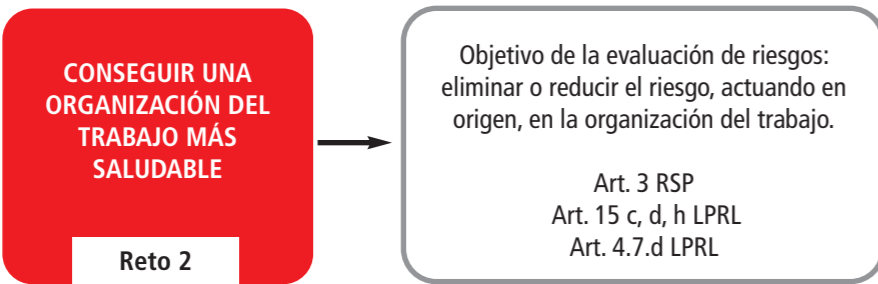 CONSEGUIR UNA
ORGANIZACIÓN DEL
TRABAJO MÁS
SALUDABLE
Reto 2
Objetivo de la evaluación de riesgos:
eliminar o reducir el riesgo, actuando en
origen, en la organización del trabajo.
Art. 3 RSP
Art. 15 c, d, h LPRL
Art. 4.7.d LPRL